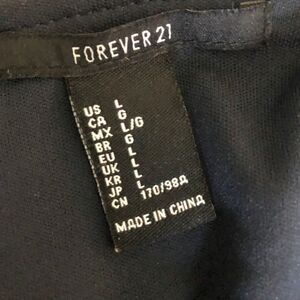 FOREVER 21
US L
CA G
MX L/G
BR G
EU L
UK L
KR L
JP L
CN 170/98A
MADE IN CHINA